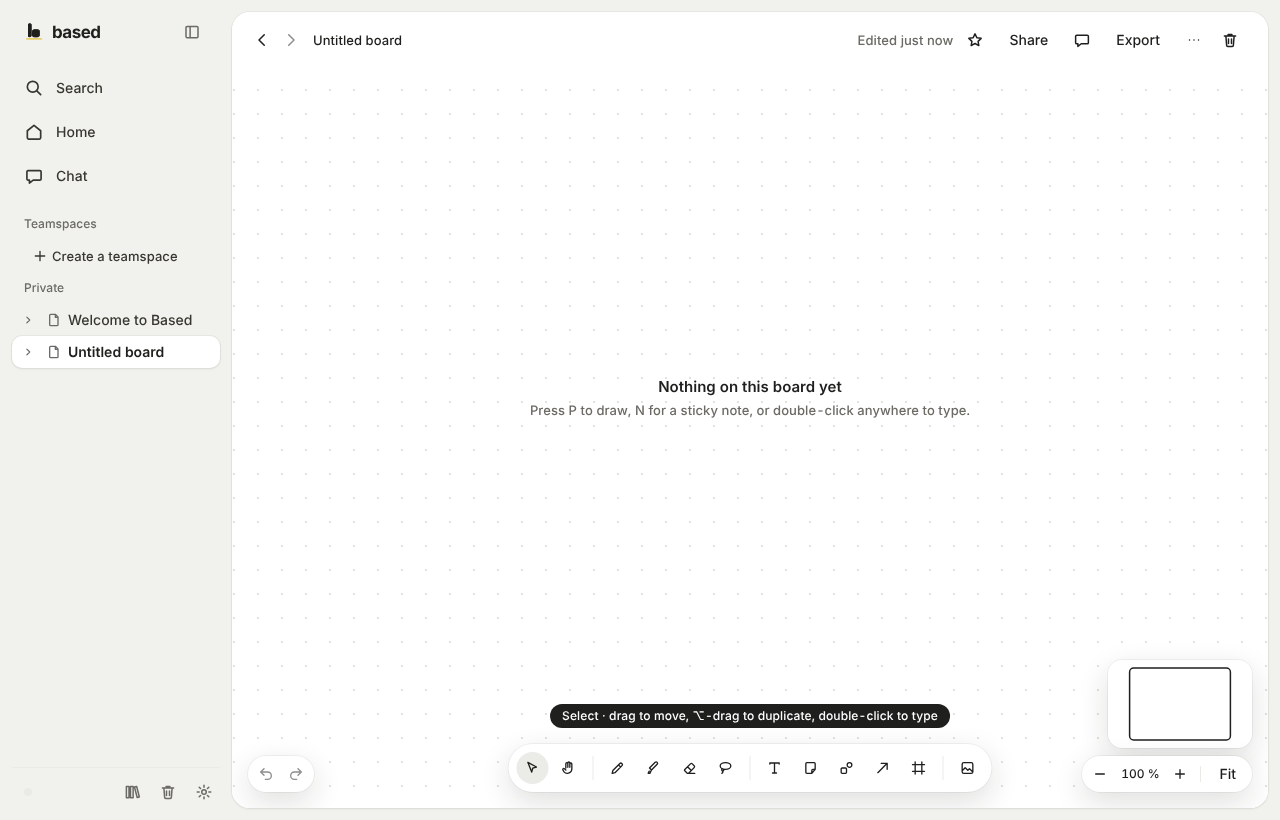 based
Search
Home
Chat
Teamspaces
Create a teamspace
Private
Welcome to Based
Untitled board
Untitled board
Edited just now
Share
Export
Nothing on this board yet
Press P to draw, N for a sticky note, or double-click anywhere to type.
Select · drag to move, ⌥-drag to duplicate, double-click to type
100 %
Fit